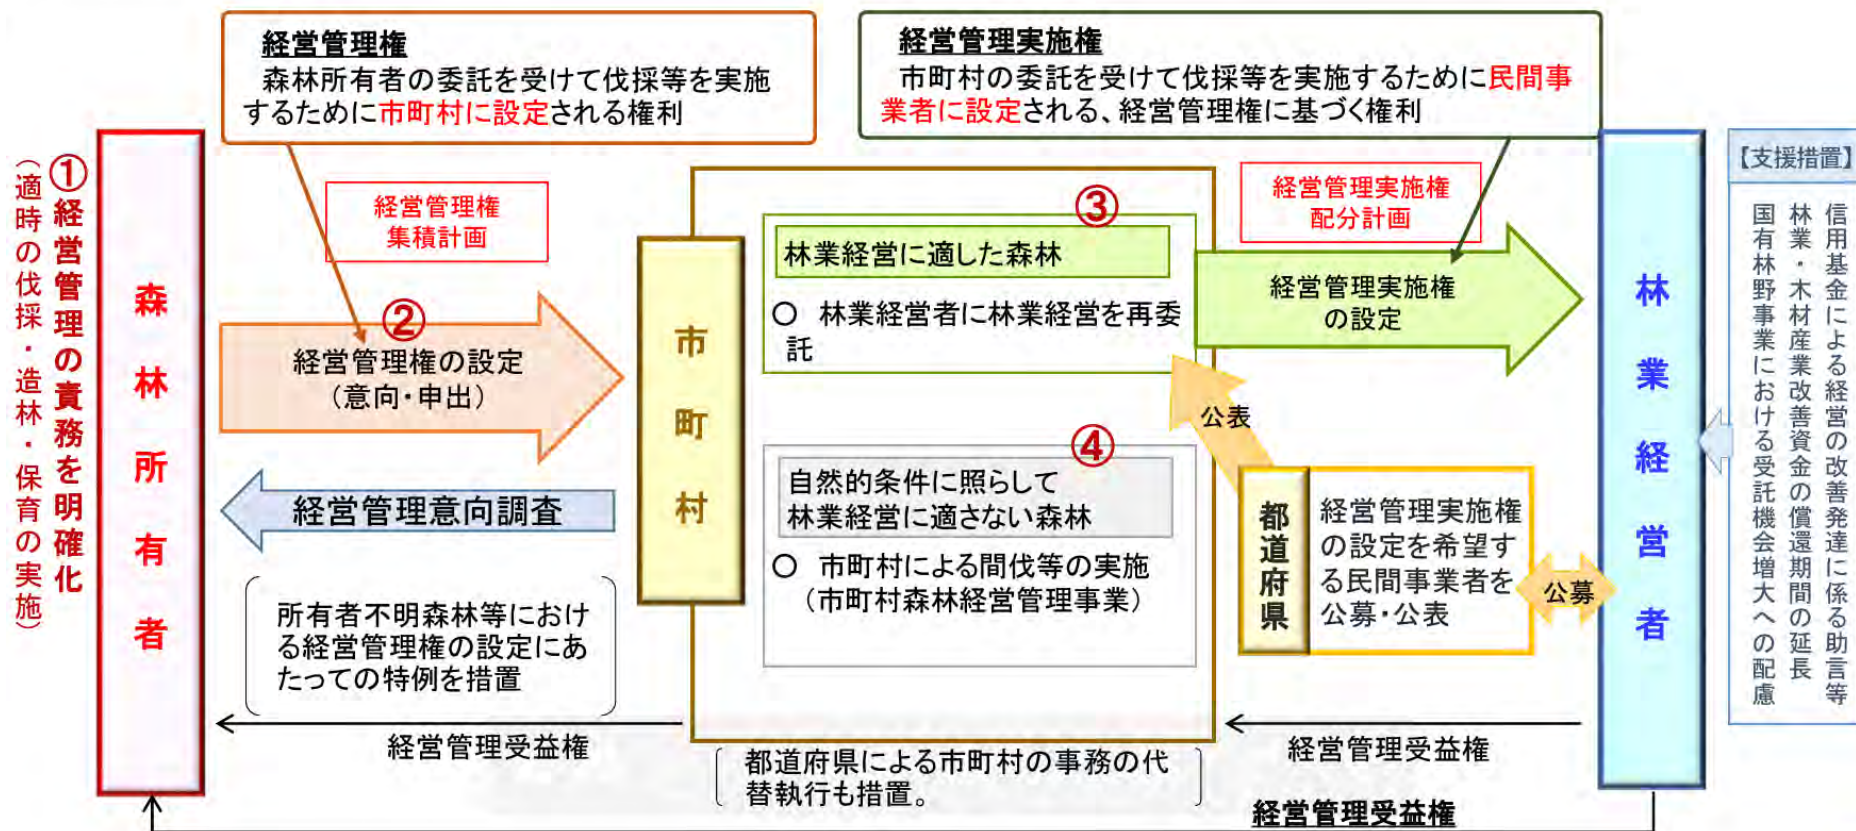 経営管理権
森林所有者の委託を受けて伐採等を実施
するために市町村に設定される権利
経営管理実施権
市町村の委託を受けて伐採等を実施するために民間事
業者に設定される、経営管理権に基づく権利
①経営管理の責務を明確化
（適時の伐採・造林・保育の実施）
森林所有者
経営管理権
集積計画
②
経営管理権の設定
（意向・申出）
経営管理意向調査
所有者不明森林等におけ
る経営管理権の設定にあ
たっての特例を措置
経営管理受益権
市町村
③
林業経営に適した森林
〇　林業経営者に林業経営を再委
託
④
自然的条件に照らして
林業経営に適さない森林
〇　市町村による間伐等の実施
（市町村森林経営管理事業）
都道府県による市町村の事務の代
替執行も措置。
経営管理実施権
配分計画
経営管理実施権
の設定
公表
都道府県
経営管理実施権
の設定を希望す
る民間事業者を
公募・公表
公募
経営管理受益権
経営管理受益権
林業経営者
【支援措置】
信用基金による経営の改善発達に係る助言等
林業・木材産業改善資金の償還期間の延長
国有林野事業における受託機会増大への配慮